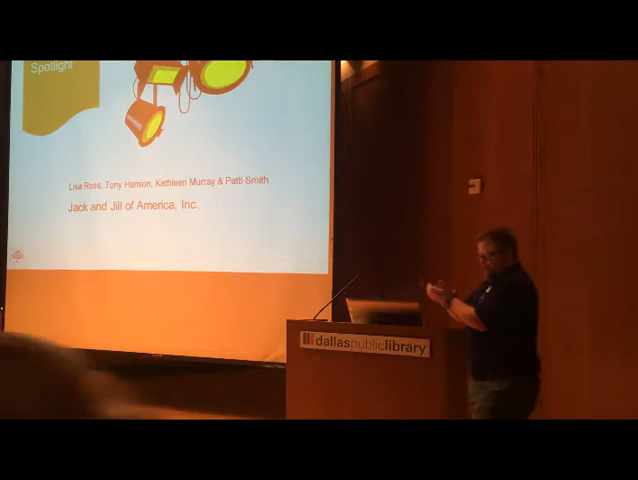 Spotlight
Lisa Ross, Tony Hanson, Kathleen Murray & Patti Smith
Jack and Jill of America, Inc.
dallaspubliclibrary